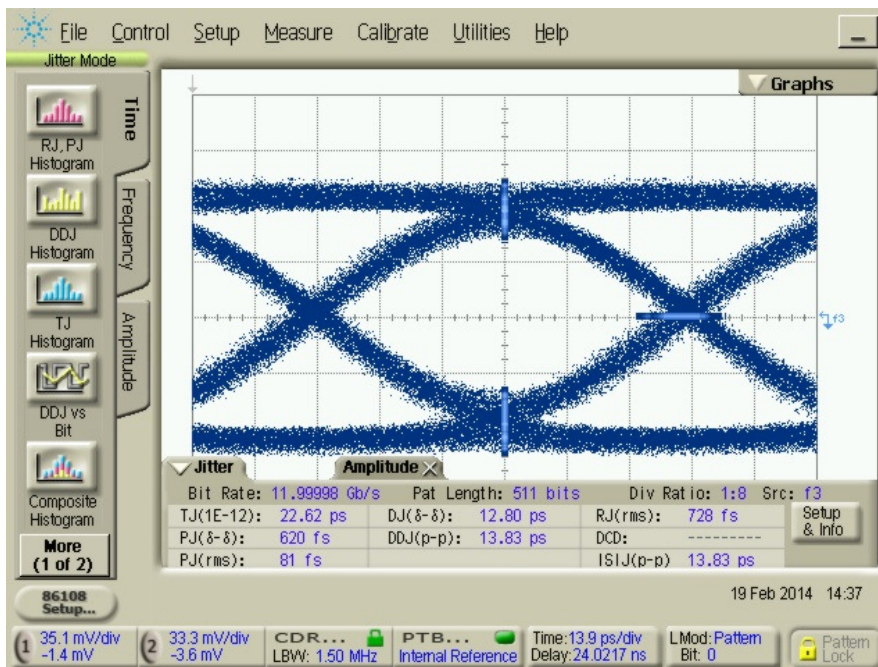 File Control Setup Measure Calibrate Utilities Help
Jitter Mode
Graphs
Time
Frequency
Amplitude
RJ, PJ
Histogram
DDJ
Histogram
TJ
Histogram
DDJ vs
Bit
Composite
Histogram
More
(1 of 2)
86108
Setup...
f3
Jitter Amplitude
Bit Rate: 11.99998 Gb/s Pat Length: 511 bits Div Ratio: 1:8 Src: f3
TJ(1E-12): 22.62 ps DJ(δ-δ): 12.80 ps RJ(rms): 728 fs
PJ(δ-δ): 620 fs DDJ(p-p): 13.83 ps DCD: ---------
PJ(rms): 81 fs ISIJ(p-p) 13.83 ps
Setup
& Info
19 Feb 2014 14:37
1 35.1 mV/div
-1.4 mV
2 33.3 mV/div
-3.6 mV
CDR...
LBW: 1.50 MHz
PTB...
Internal Reference
Time:13.9 ps/div
Delay:24.0217 ns
LMod: Pattern
Bit: 0
Pattern
Lock